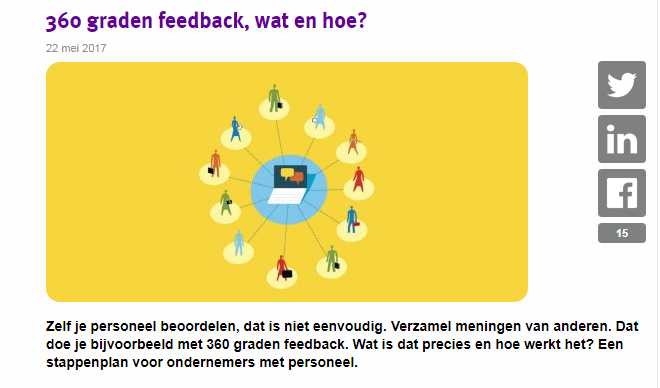 360 graden feedback, wat en hoe?
22 mei 2017
in
15
Zelf je personeel beoordelen, dat is niet eenvoudig. Verzamel meningen van anderen. Dat
doe je bijvoorbeeld met 360 graden feedback. Wat is dat precies en hoe werkt het? Een
stappenplan voor ondernemers met personeel.